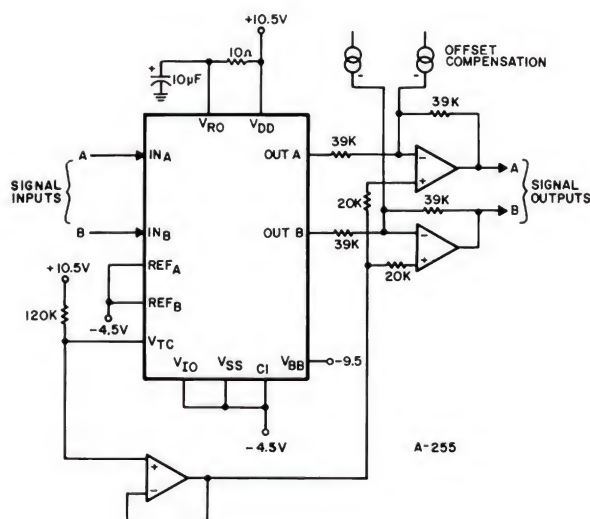 +10.5V
10Ω
+
10µF
OFFSET
COMPENSATION
-
-
39K
VRO
VDD
A
INA
OUT A
39K
-
+
A
SIGNAL
INPUTS
SIGNAL
OUTPUTS
20K
39K
B
B
INB
OUT B
39K
-
+
20K
+10.5V
REFA
REFB
120K
-4.5V
VTC
VIO
VSS
CI
VBB
-9.5
-4.5V
A-255
+
-